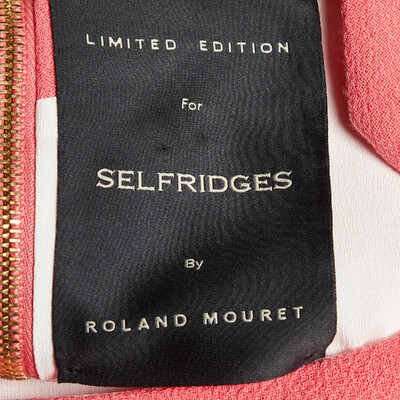 LIMITED EDITION
For
SELFRIDGES
By
ROLAND MOURET